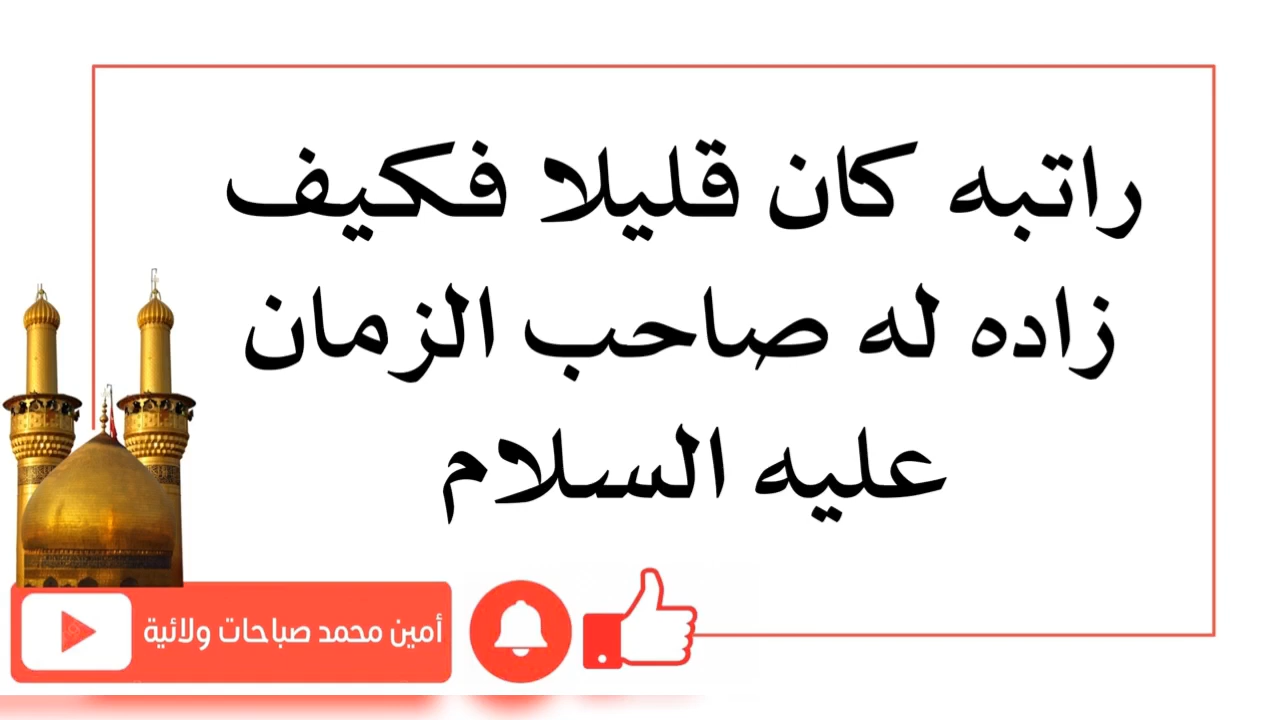 راتبه كان قليلا فكيف
زاده له صاحب الزمان
عليه السلام
أمين محمد صباحات ولائية